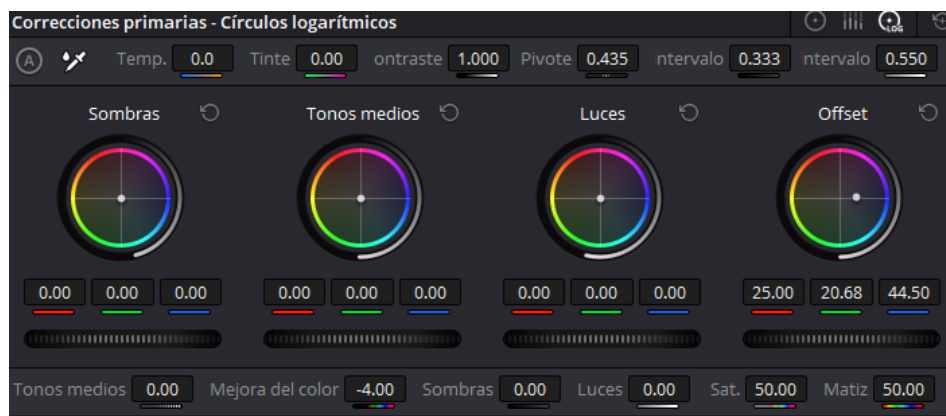 Correcciones primarias - Círculos logarítmicos LOG
A Temp. 0.0 Tinte 0.00 ontraste 1.000 Pivote 0.435 ntervalo 0.333 ntervalo 0.550
Sombras Tonos medios Luces Offset
0.00 0.00 0.00 0.00 0.00 0.00 0.00 0.00 0.00 25.00 20.68 44.50
Tonos medios 0.00 Mejora del color -4.00 Sombras 0.00 Luces 0.00 Sat. 50.00 Matiz 50.00